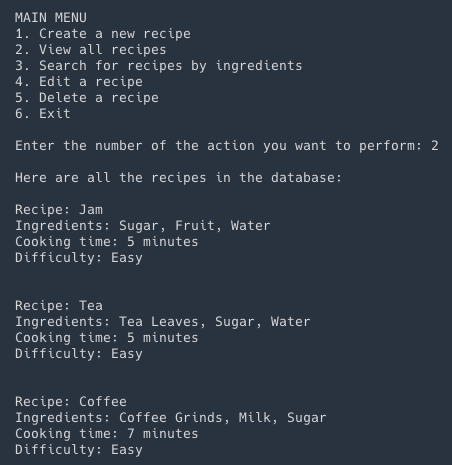 MAIN MENU
1. Create a new recipe
2. View all recipes
3. Search for recipes by ingredients
4. Edit a recipe
5. Delete a recipe
6. Exit
Enter the number of the action you want to perform: 2
Here are all the recipes in the database:
Recipe: Jam
Ingredients: Sugar, Fruit, Water
Cooking time: 5 minutes
Difficulty: Easy
Recipe: Tea
Ingredients: Tea Leaves, Sugar, Water
Cooking time: 5 minutes
Difficulty: Easy
Recipe: Coffee
Ingredients: Coffee Grinds, Milk, Sugar
Cooking time: 7 minutes
Difficulty: Easy